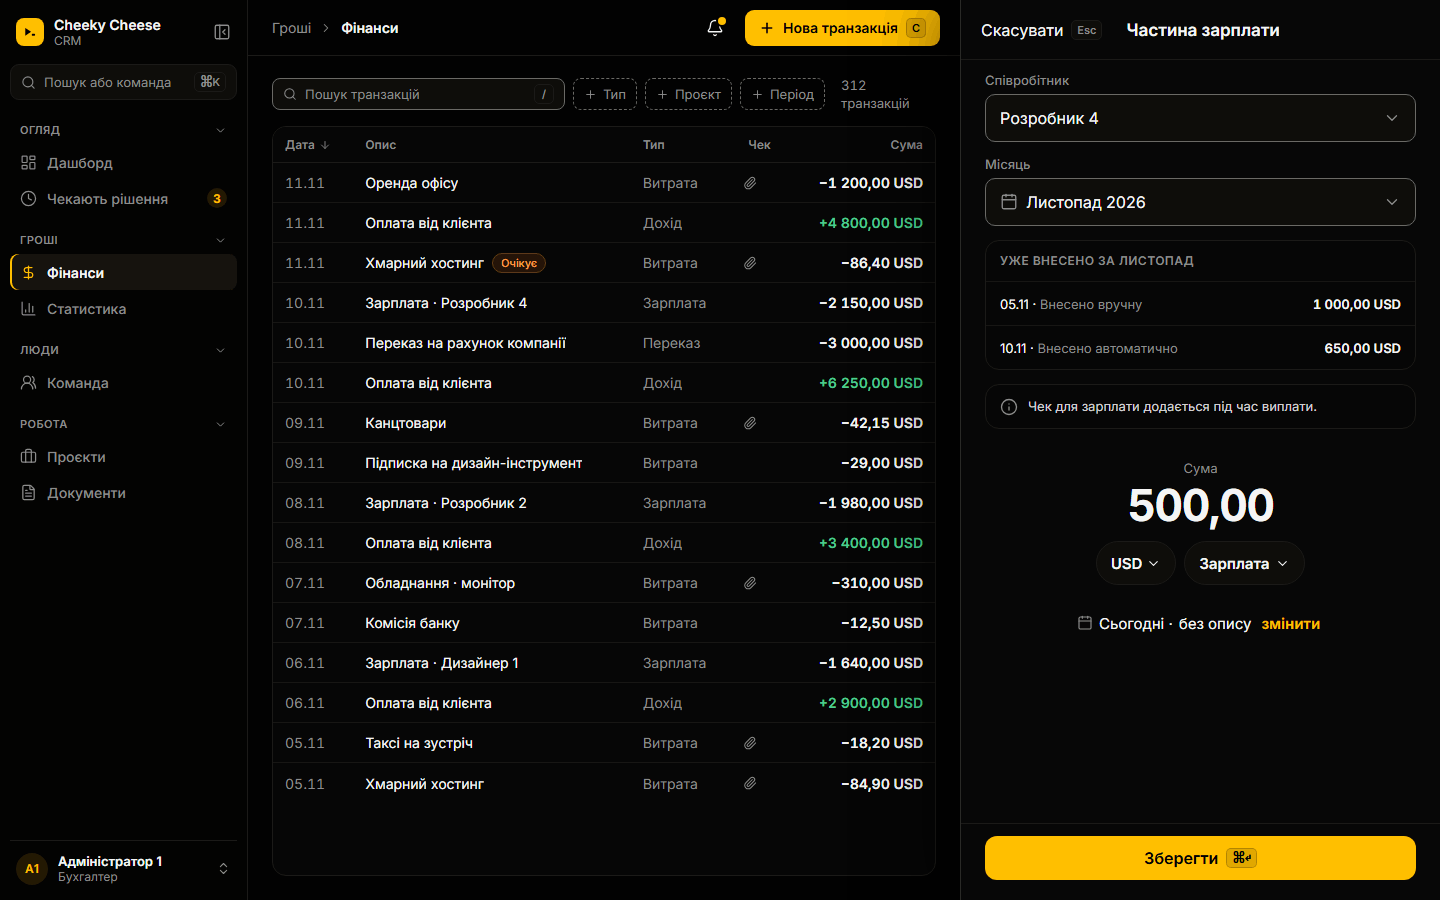 Cheeky Cheese
CRM
Пошук або команда ⌘K
ОГЛЯД
Дашборд
Чекають рішення 3
ГРОШІ
Фінанси
Статистика
ЛЮДИ
Команда
РОБОТА
Проєкти
Документи
A1 Адміністратор 1
Бухгалтер
Гроші > Фінанси
+ Нова транзакція C
Пошук транзакцій /
+ Тип
+ Проєкт
+ Період
312
транзакцій
Дата ↓ Опис Тип Чек Сума
11.11 Оренда офісу Витрата −1 200,00 USD
11.11 Оплата від клієнта Дохід +4 800,00 USD
11.11 Хмарний хостинг Очікує Витрата −86,40 USD
10.11 Зарплата · Розробник 4 Зарплата −2 150,00 USD
10.11 Переказ на рахунок компанії Переказ −3 000,00 USD
10.11 Оплата від клієнта Дохід +6 250,00 USD
09.11 Канцтовари Витрата −42,15 USD
09.11 Підписка на дизайн-інструмент Витрата −29,00 USD
08.11 Зарплата · Розробник 2 Зарплата −1 980,00 USD
08.11 Оплата від клієнта Дохід +3 400,00 USD
07.11 Обладнання · монітор Витрата −310,00 USD
07.11 Комісія банку Витрата −12,50 USD
06.11 Зарплата · Дизайнер 1 Зарплата −1 640,00 USD
06.11 Оплата від клієнта Дохід +2 900,00 USD
05.11 Таксі на зустріч Витрата −18,20 USD
05.11 Хмарний хостинг Витрата −84,90 USD
Скасувати Esc Частина зарплати
Співробітник
Розробник 4
Місяць
Листопад 2026
УЖЕ ВНЕСЕНО ЗА ЛИСТОПАД
05.11 · Внесено вручну 1 000,00 USD
10.11 · Внесено автоматично 650,00 USD
Чек для зарплати додається під час виплати.
Сума
500,00
USD
Зарплата
Сьогодні · без опису змінити
Зберегти ⌘↵